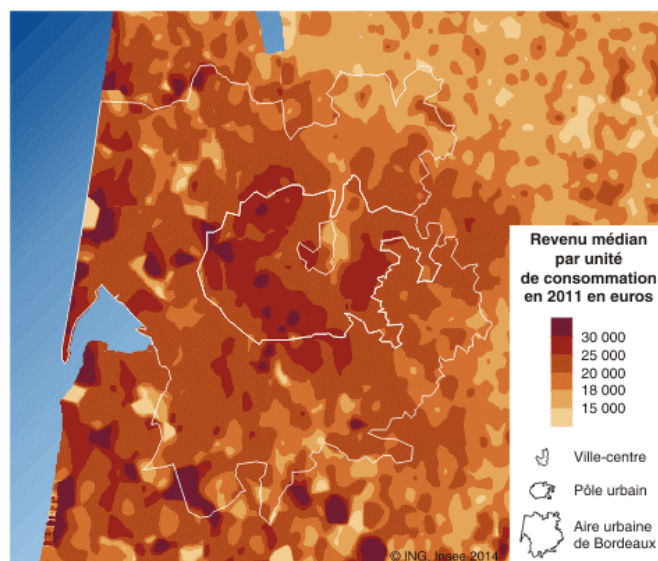 Revenu médian
par unité
de consommation
en 2011 en euros
30 000
25 000
20 000
18 000
15 000
Ville-centre
Pôle urbain
Aire urbaine
de Bordeaux
© ING, Insee 2014